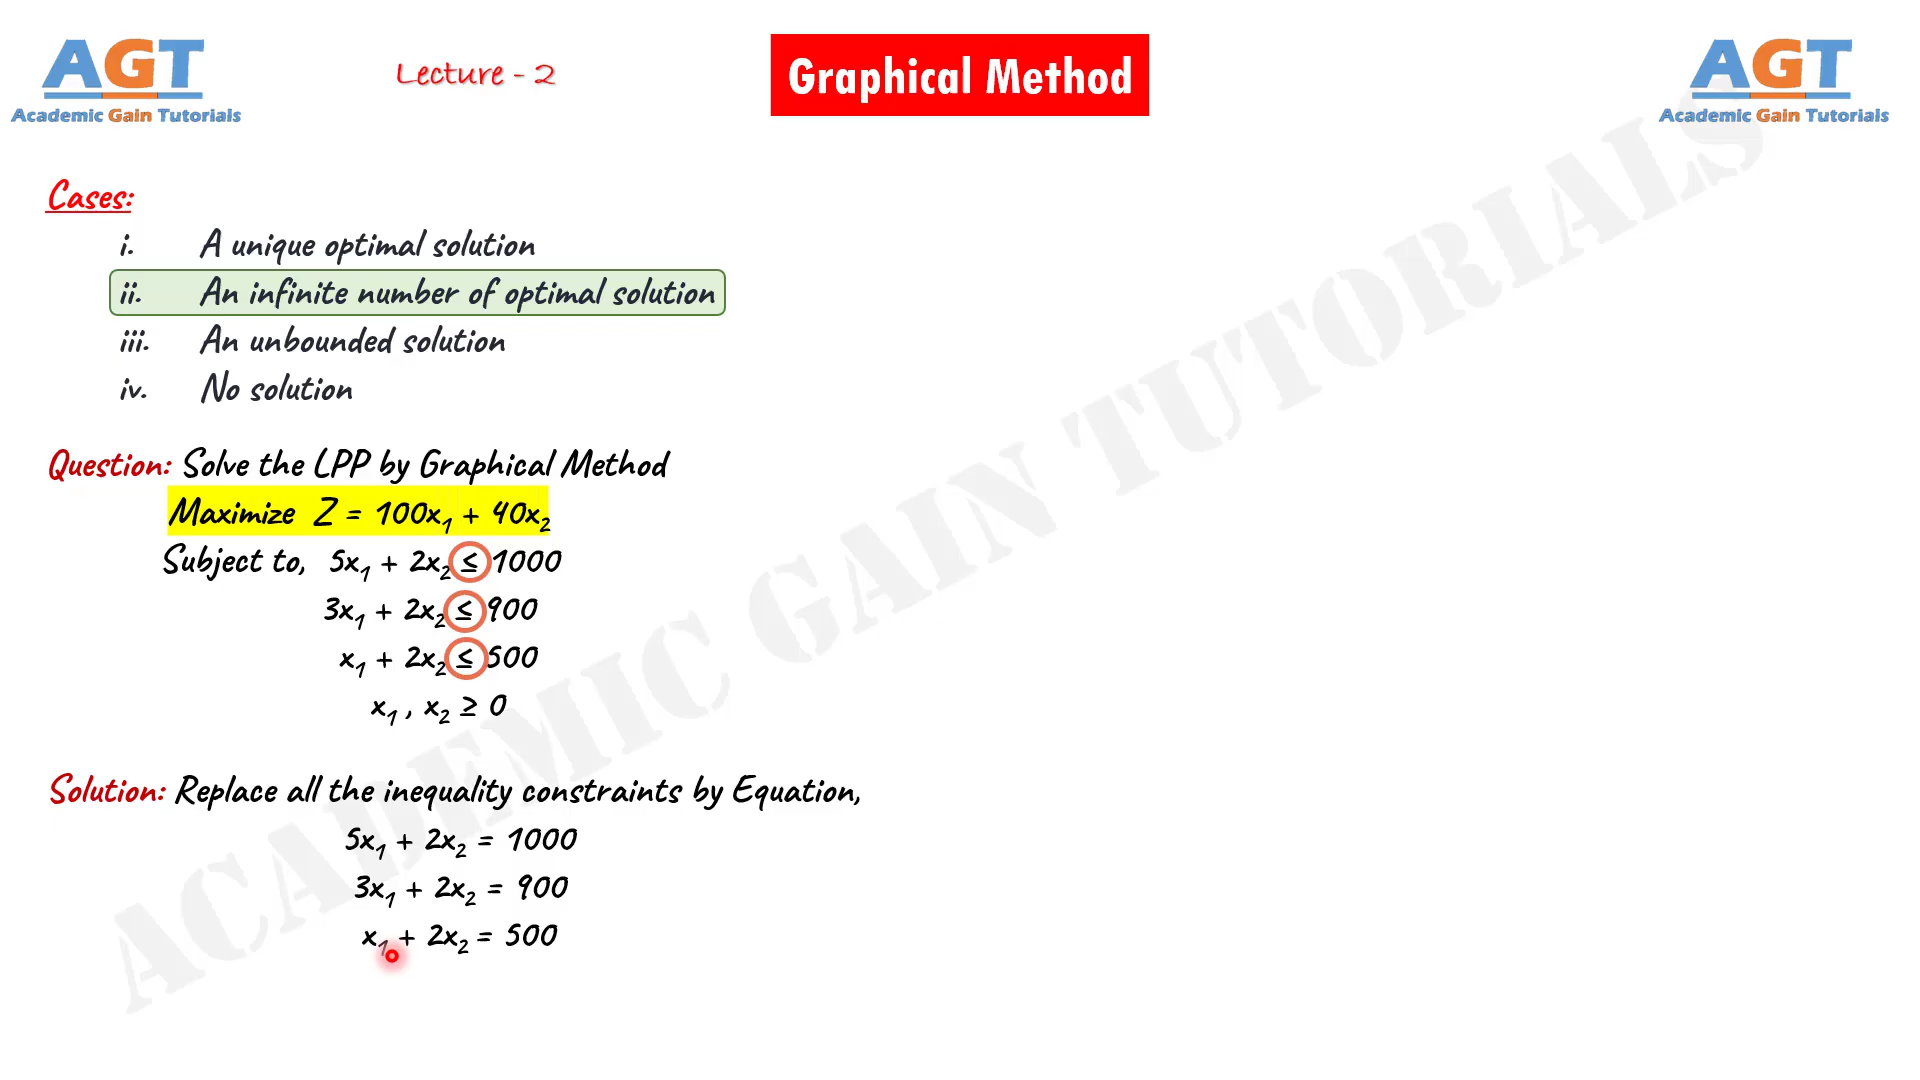 AGT
Academic Gain Tutorials
Lecture - 2
Graphical Method
AGT
Academic Gain Tutorials
Cases:
i. A unique optimal solution
ii. An infinite number of optimal solution
iii. An unbounded solution
iv. No solution
Question: Solve the LPP by Graphical Method
Maximize Z = 100x₁ + 40x₂
Subject to, 5x₁ + 2x₂ ≤ 1000
3x₁ + 2x₂ ≤ 900
x₁ + 2x₂ ≤ 500
x₁ , x₂ ≥ 0
Solution: Replace all the inequality constraints by Equation,
5x₁ + 2x₂ = 1000
3x₁ + 2x₂ = 900
x₁ + 2x₂ = 500
ACADEMIC GAIN TUTORIALS